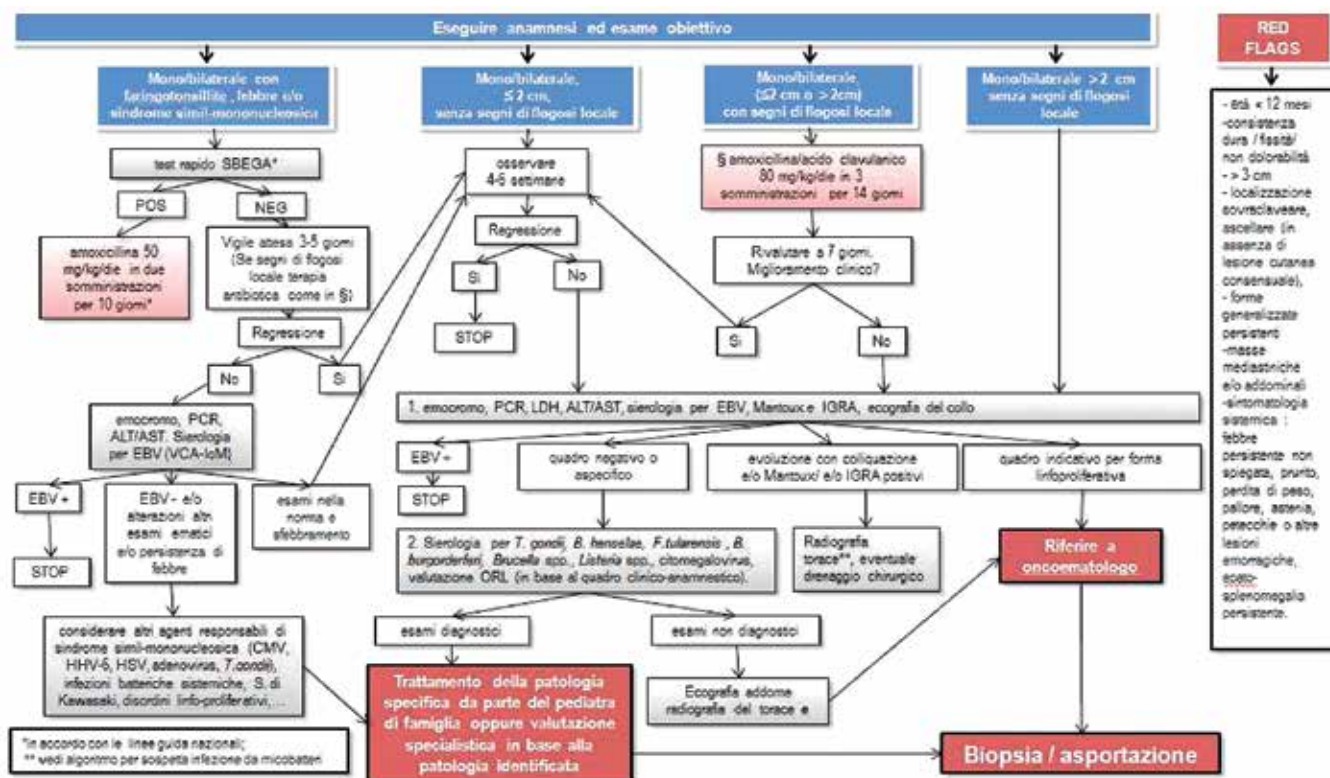 Eseguire anamnesi ed esame obiettivo
RED
FLAGS
Mono/bilaterale con
faringotonsillite, febbre e/o
sindrome simil-mononucleosica
Mono/bilaterale,
≤ 2 cm,
senza segni di flogosi locale
Mono/bilaterale,
(≤2 cm o > 2cm)
con segni di flogosi locale
Mono/bilaterale > 2 cm
senza segni di flogosi
locale
test rapido SBEGA*
POS
NEG
amoxicillina 50
mg/kg/die in due
somministrazioni
per 10 giorni*
Vigile attesa 3-5 giorni
(Se segni di flogosi
locale terapia
antibiotica come in §)
Regressione
No
Si
emocromo, PCR,
ALT/AST. Sierologia
per EBV (VCA-IgM)
EBV +
STOP
EBV - e/o
alterazioni altri
esami ematici
e/o persistenza di
febbre
esami nella
norma e
sfebbramento
considerare altri agenti responsabili di
sindrome simil-mononucleosica (CMV,
HHV-6, HSV, adenovirus, T.gondii),
infezioni batteriche sistemiche, S. di
Kawasaki, disordini linfo-proliferativi, ...
*In accordo con le linee guida nazionali;
** vedi algoritmo per sospetta infezione da micobatteri
osservare
4-6 settimane
Regressione
Si
No
STOP
§ amoxicilina/acido clavulanico
80 mg/kg/die in 3
somministrazioni per 14 giorni
Rivalutare a 7 giorni.
Miglioramento clinico?
Si
No
1. emocromo, PCR, LDH, ALT/AST, sierologia per EBV, Mantoux e IGRA, ecografia del collo
EBV +
STOP
quadro negativo o
aspecifico
evoluzione con colliquazione
e/o Mantoux/ e/o IGRA positivi
quadro indicativo per forma
linfoproliferativa
2. Sierologia per T. gondii, B. henselae, F.tularensis, B.
burgorderferi, Brucella spp., Listeria spp., citomegalovirus,
valutazione ORL (in base al quadro clinico-anamnestico).
Radiografia
torace**, eventuale
drenaggio chirurgico
Riferire a
oncoematologo
esami diagnostici
esami non diagnostici
Trattamento della patologia
specifica da parte del pediatra
di famiglia oppure valutazione
specialistica in base alla
patologia identificata
Ecografia addome
radiografia del torace e
Biopsia / asportazione
- età < 12 mesi
-consistenza
dura / fissità/
non dolorabilità
- > 3 cm
- localizzazione
sovraclaveare,
ascellare (in
assenza di
lesione cutanea
consensuale),
- forme
generalizzate
persistenti
-masse
mediastiniche
e/o addominali
-sintomatologia
sistemica :
febbre
persistente non
spiegata, prurito,
perdita di peso,
pallore, astenia,
petecchie o altre
lesioni
emorragiche,
epato-
splenomegalia
persistente.